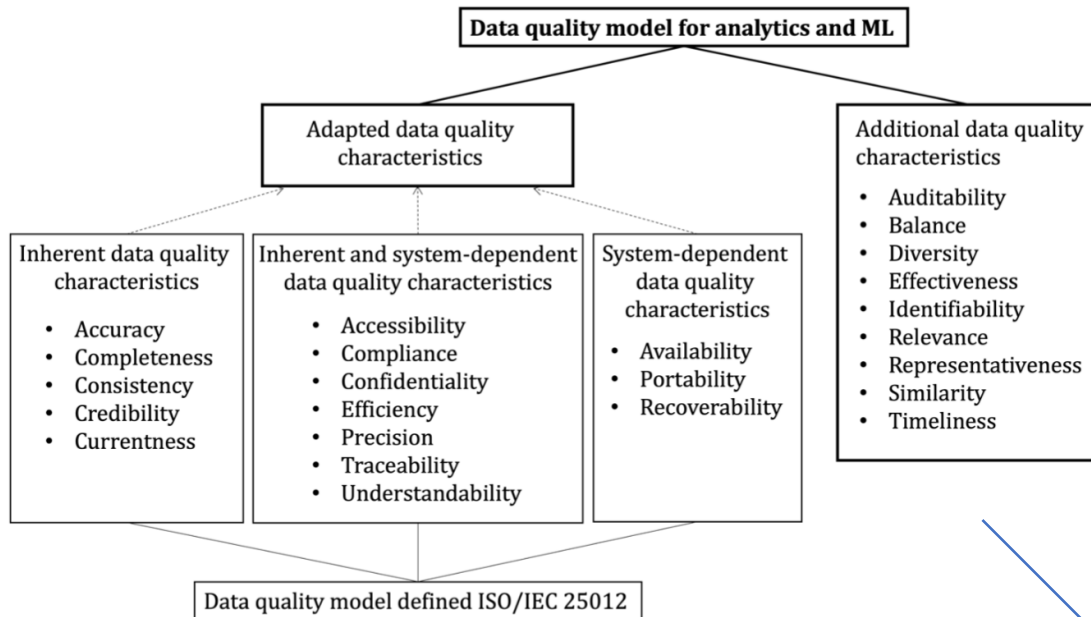 Data quality model for analytics and ML
Adapted data quality
characteristics
Additional data quality
characteristics
• Auditability
• Balance
• Diversity
• Effectiveness
• Identifiability
• Relevance
• Representativeness
• Similarity
• Timeliness
Inherent data quality
characteristics
• Accuracy
• Completeness
• Consistency
• Credibility
• Currentness
Inherent and system-dependent
data quality characteristics
• Accessibility
• Compliance
• Confidentiality
• Efficiency
• Precision
• Traceability
• Understandability
System-dependent
data quality
characteristics
• Availability
• Portability
• Recoverability
Data quality model defined ISO/IEC 25012